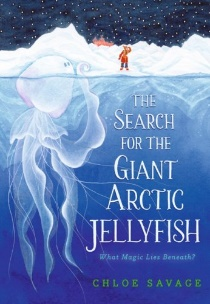 THE
SEARCH
FOR THE
GIANT
ARCTIC
JELLYFISH
What Magic Lies Beneath?
CHLOE SAVAGE